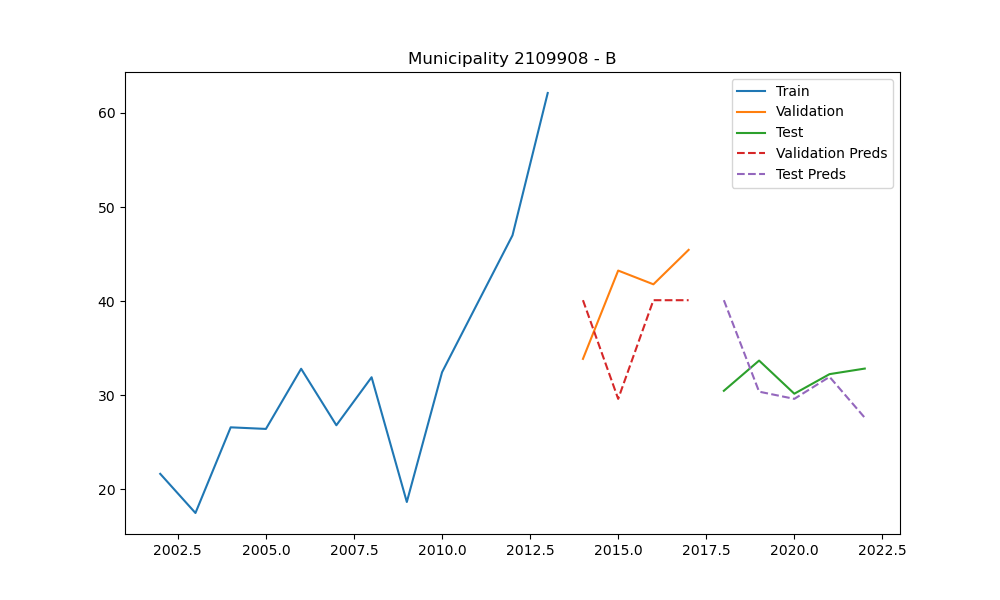 Municipality 2109908 - B
Train
Validation
Test
Validation Preds
Test Preds
60
50
40
30
20
2002.5 2005.0 2007.5 2010.0 2012.5 2015.0 2017.5 2020.0 2022.5